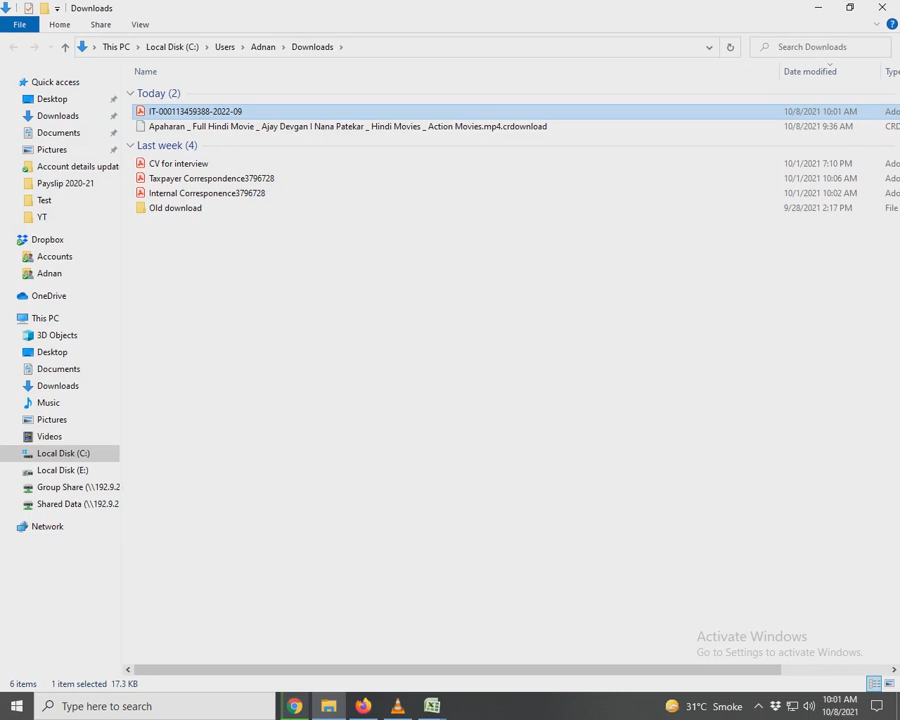 Downloads
File Home Share View
This PC > Local Disk (C:) > Users > Adnan > Downloads >
Search Downloads
Name Date modified Type
Quick access
Desktop
Downloads
Documents
Pictures
Account details updat
Payslip 2020-21
Test
YT
Dropbox
Accounts
Adnan
OneDrive
This PC
3D Objects
Desktop
Documents
Downloads
Music
Pictures
Videos
Local Disk (C:)
Local Disk (E:)
Group Share (\\192.9.2
Shared Data (\\192.9.2
Network
Today (2)
IT-000113459388-2022-09 10/8/2021 10:01 AM Ado
Apaharan _ Full Hindi Movie _ Ajay Devgan l Nana Patekar _ Hindi Movies _ Action Movies.mp4.crdownload 10/8/2021 9:36 AM CRD
Last week (4)
CV for interview 10/1/2021 7:10 PM Ado
Taxpayer Correspondence3796728 10/1/2021 10:06 AM Ado
Internal Corresponence3796728 10/1/2021 10:02 AM Ado
Old download 9/28/2021 2:17 PM File
Activate Windows
Go to Settings to activate Windows.
6 items 1 item selected 17.3 KB
Type here to search
31°C Smoke
10:01 AM
10/8/2021